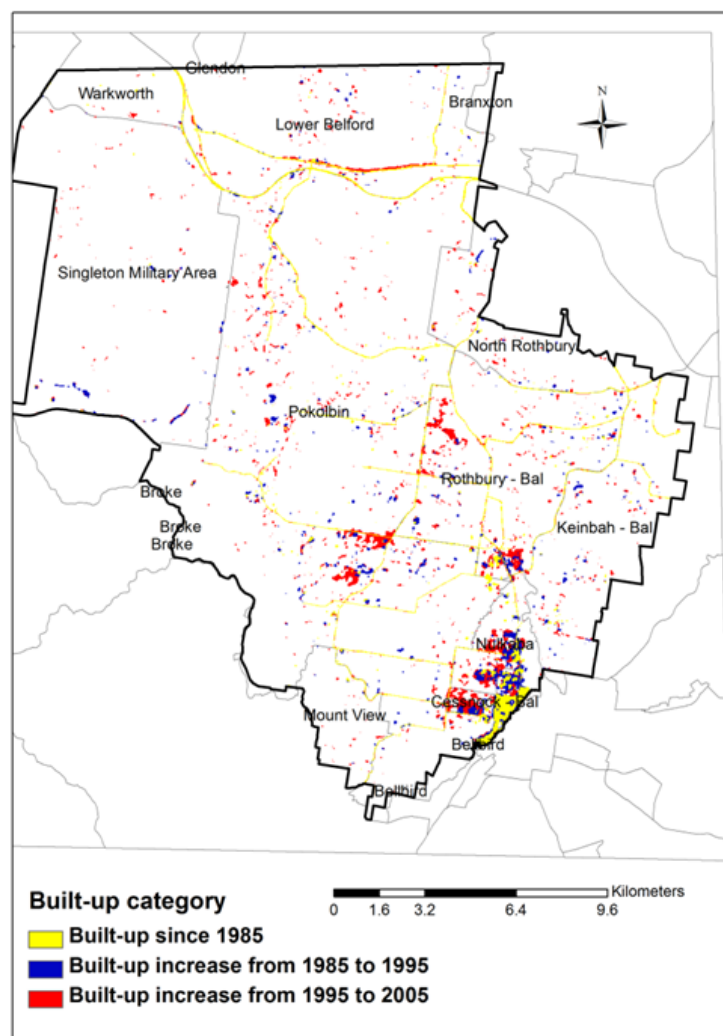 Glendon
Warkworth
Branxton
Lower Belford
N
Singleton Military Area
North Rothbury
Pokolbin
Rothbury - Bal
Broke
Keinbah - Bal
Broke
Broke
Nulkaba
Cessnock - Bal
Mount View
Bellbird
Bellbird
Built-up category
Kilometers
0 1.6 3.2 6.4 9.6
Built-up since 1985
Built-up increase from 1985 to 1995
Built-up increase from 1995 to 2005